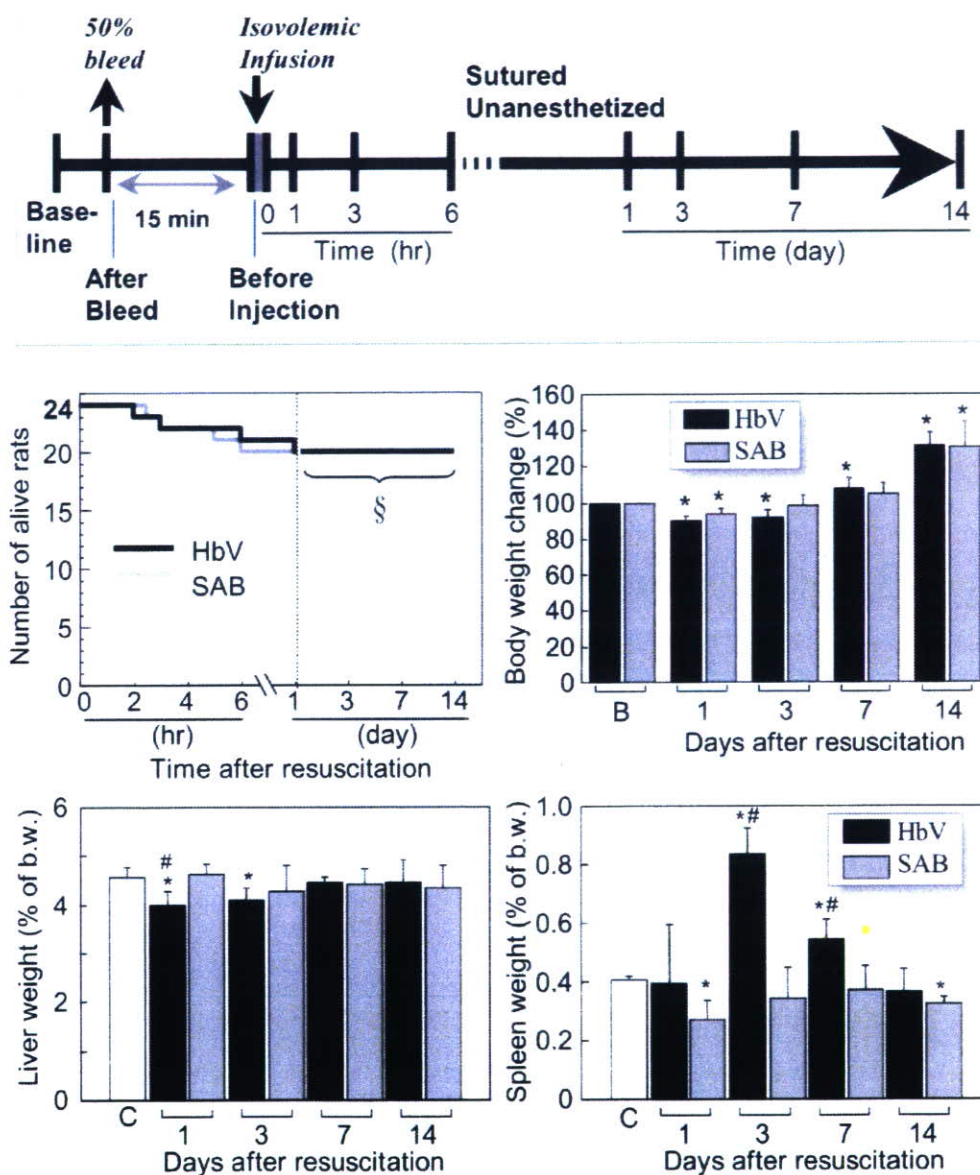 50%
bleed
Isovolemic
Infusion
Sutured
Unanesthetized
Base-
line
15 min
0 1 3 6
1 3 7 14
Time (hr)
Time (day)
After
Bleed
Before
Injection
Number of alive rats
24
20
16
12
8
4
0
HbV
SAB
§
0 2 4 6 1 3 7 14
(hr) (day)
Time after resuscitation
Body weight change (%)
160
140
120
100
80
60
40
20
0
HbV
SAB
* * * * * *
B 1 3 7 14
Days after resuscitation
Liver weight (% of b.w.)
6
4
2
0
#
* *
C 1 3 7 14
Days after resuscitation
Spleen weight (% of b.w.)
1.0
0.8
0.6
0.4
0.2
0
HbV
SAB
*#
*#
* *
C 1 3 7 14
Days after resuscitation